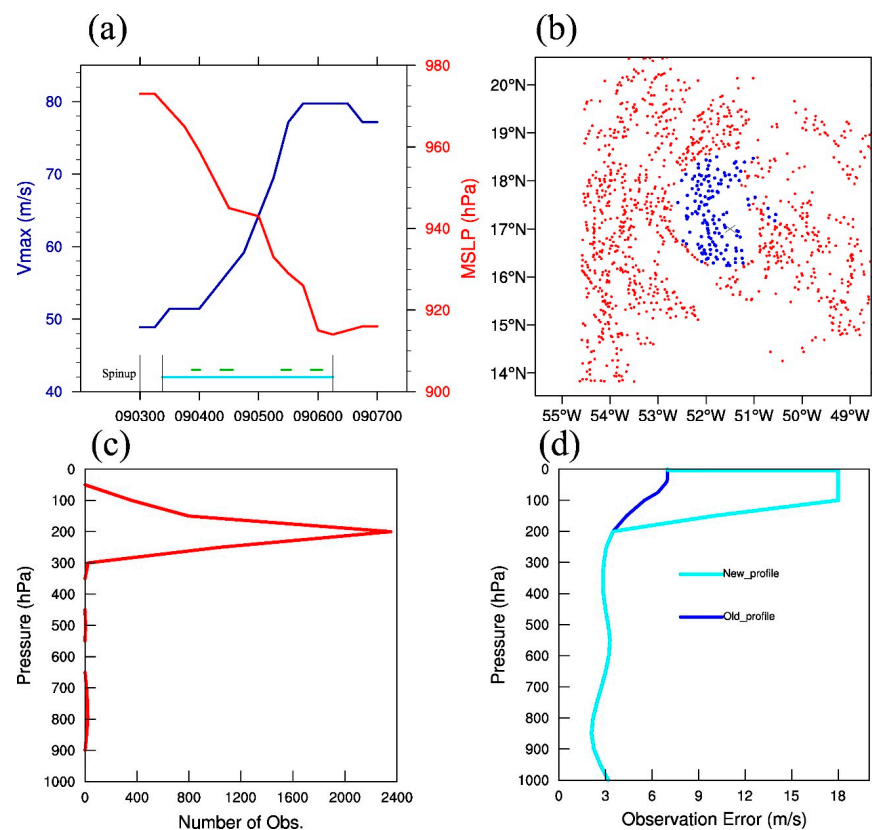 (a)
980
80
960
70
940
60
920
50
900
40
Vmax (m/s)
MSLP (hPa)
Spinup
090300 090400 090500 090600 090700
(b)
20°N
19°N
18°N
17°N
16°N
15°N
14°N
55°W 54°W 53°W 52°W 51°W 50°W 49°W
(c)
0
100
200
300
400
500
600
700
800
900
1000
Pressure (hPa)
0 400 800 1200 1600 2000 2400
Number of Obs.
(d)
0
100
200
300
400
500
600
700
800
900
1000
Pressure (hPa)
New_profile
Old_profile
0 3 6 9 12 15 18
Observation Error (m/s)